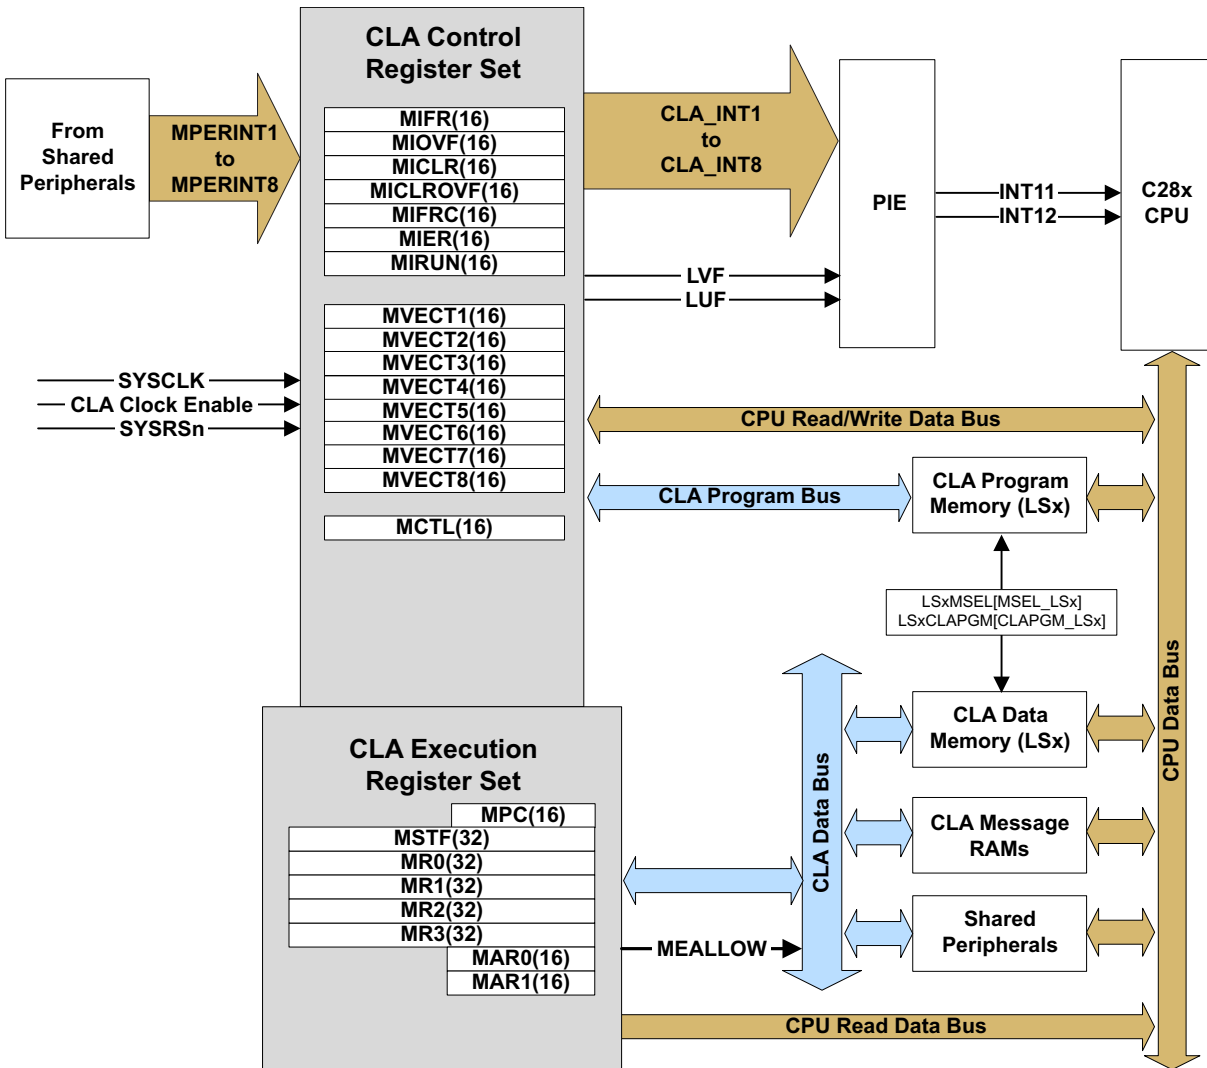 CLA Control
Register Set
From
Shared
Peripherals
MPERINT1
to
MPERINT8
MIFR(16)
MIOVF(16)
MICLR(16)
MICLROVF(16)
MIFRC(16)
MIER(16)
MIRUN(16)
CLA_INT1
to
CLA_INT8
PIE
INT11
INT12
C28x
CPU
LVF
LUF
MVECT1(16)
MVECT2(16)
MVECT3(16)
MVECT4(16)
MVECT5(16)
MVECT6(16)
MVECT7(16)
MVECT8(16)
SYSCLK
CLA Clock Enable
SYSRSn
CPU Read/Write Data Bus
CLA Program Bus
CLA Program
Memory (LSx)
MCTL(16)
LSxMSEL[MSEL_LSx]
LSxCLAPGM[CLAPGM_LSx]
CPU Data Bus
CLA Data Bus
CLA Data
Memory (LSx)
CLA Message
RAMs
Shared
Peripherals
CLA Execution
Register Set
MPC(16)
MSTF(32)
MR0(32)
MR1(32)
MR2(32)
MR3(32)
MAR0(16)
MAR1(16)
MEALLOW
CPU Read Data Bus